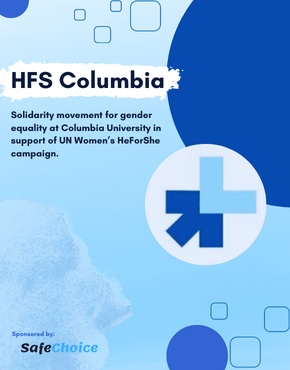 HFS Columbia
Solidarity movement for gender
equality at Columbia University in
support of UN Women's HeForShe
campaign.
Sponsored by:
SafeChoice